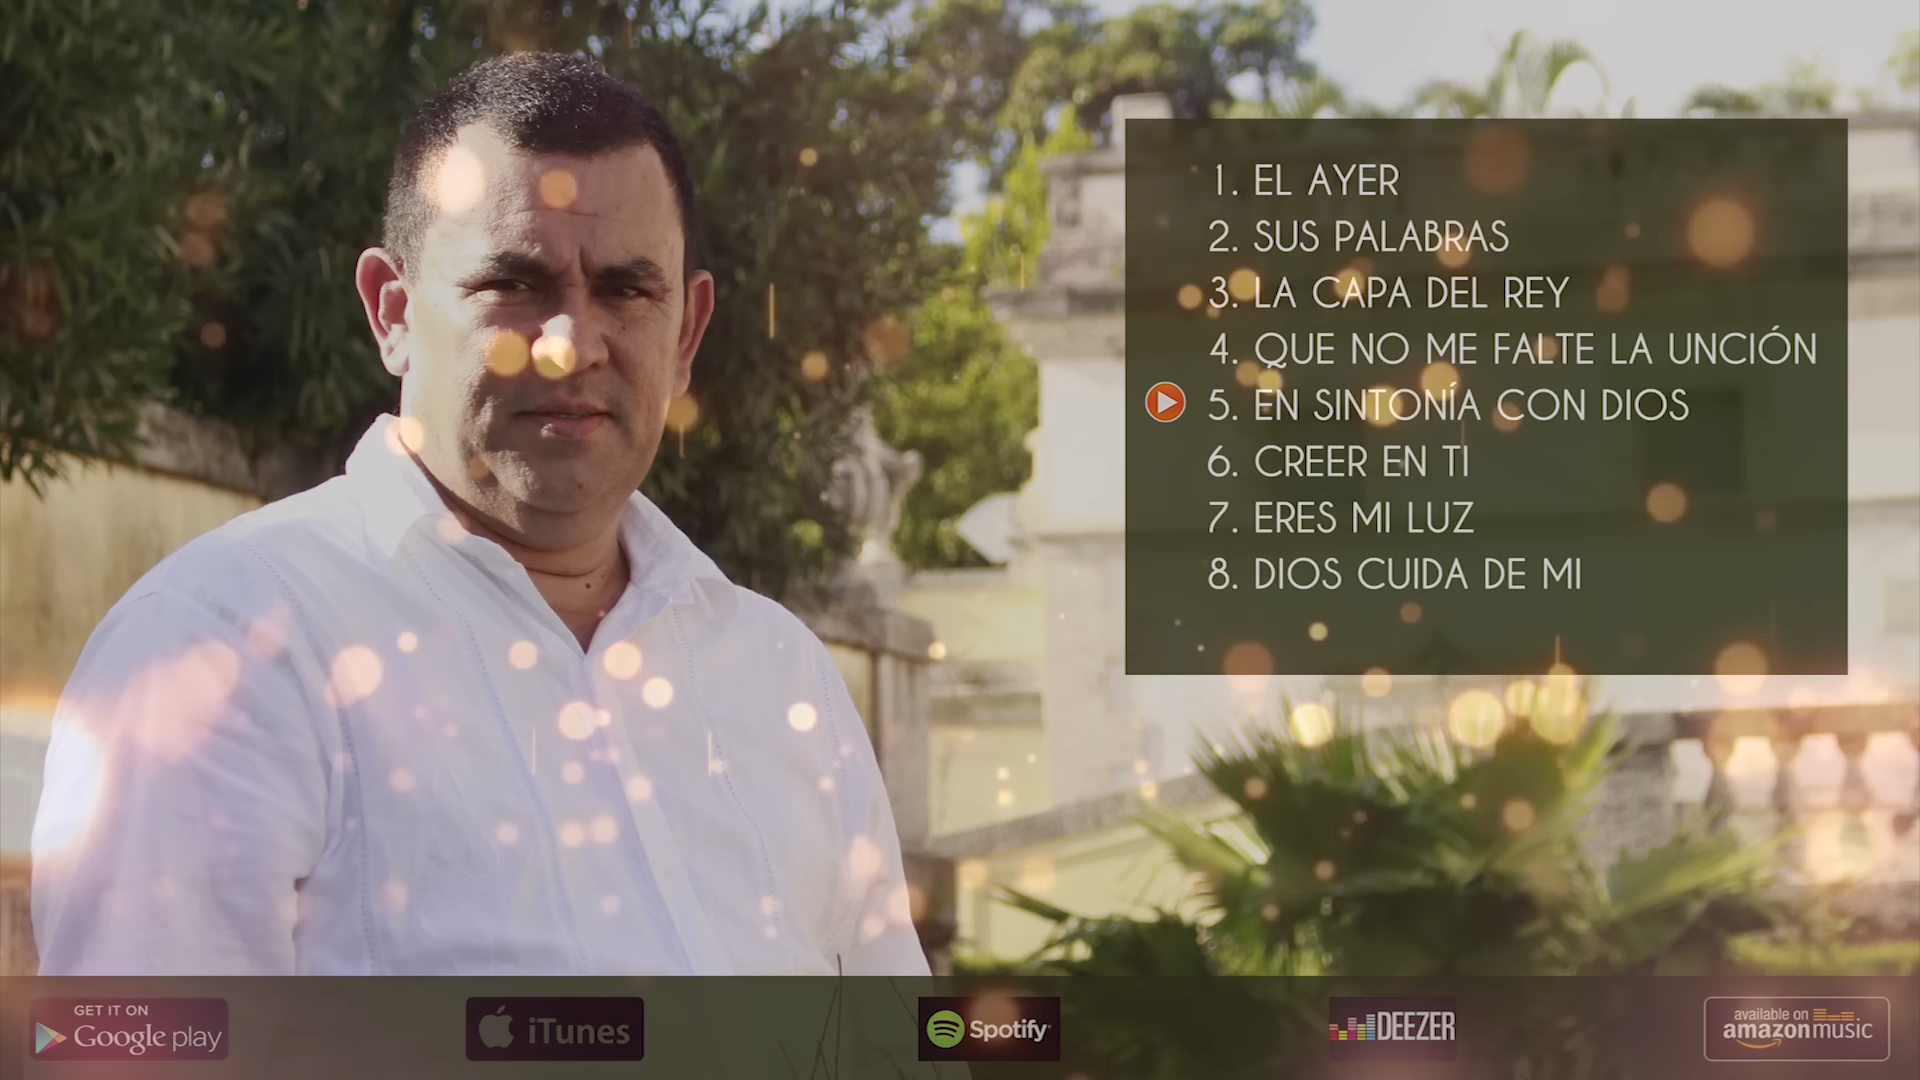 1. EL AYER
2. SUS PALABRAS
3. LA CAPA DEL REY
4. QUE NO ME FALTE LA UNCIÓN
5. EN SINTONÍA CON DIOS
6. CREER EN TI
7. ERES MI LUZ
8. DIOS CUIDA DE MI
GET IT ON
Google play
iTunes
Spotify
DEEZER
available on
amazonmusic